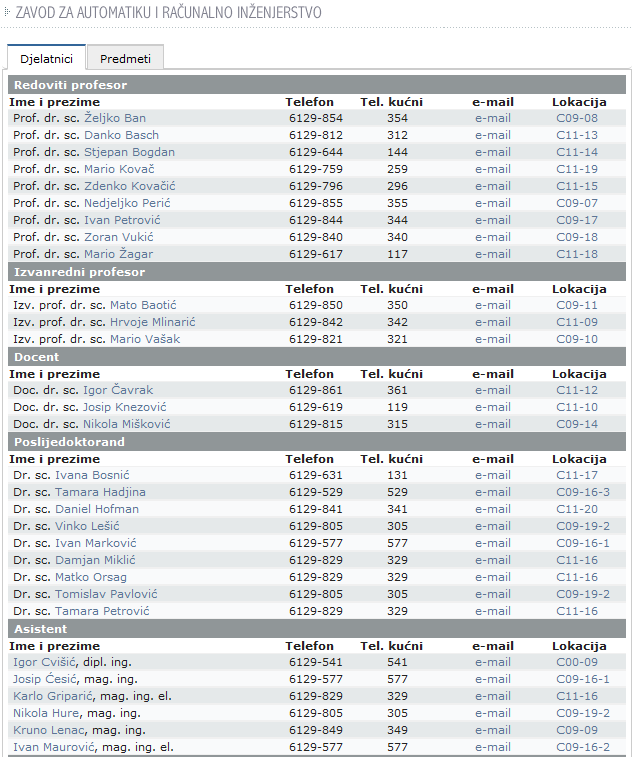 ZAVOD ZA AUTOMATIKU I RAČUNALNO INŽENJERSTVO
Djelatnici Predmeti
Redoviti profesor
Ime i prezime Telefon Tel. kućni e-mail Lokacija
Prof. dr. sc. Željko Ban 6129-854 354 e-mail C09-08
Prof. dr. sc. Danko Basch 6129-812 312 e-mail C11-13
Prof. dr. sc. Stjepan Bogdan 6129-644 144 e-mail C11-14
Prof. dr. sc. Mario Kovač 6129-759 259 e-mail C11-19
Prof. dr. sc. Zdenko Kovačić 6129-796 296 e-mail C11-15
Prof. dr. sc. Nedjeljko Perić 6129-855 355 e-mail C09-07
Prof. dr. sc. Ivan Petrović 6129-844 344 e-mail C09-17
Prof. dr. sc. Zoran Vukić 6129-840 340 e-mail C09-18
Prof. dr. sc. Mario Žagar 6129-617 117 e-mail C11-18
Izvanredni profesor
Ime i prezime Telefon Tel. kućni e-mail Lokacija
Izv. prof. dr. sc. Mato Baotić 6129-850 350 e-mail C09-11
Izv. prof. dr. sc. Hrvoje Mlinarić 6129-842 342 e-mail C11-09
Izv. prof. dr. sc. Mario Vašak 6129-821 321 e-mail C09-10
Docent
Ime i prezime Telefon Tel. kućni e-mail Lokacija
Doc. dr. sc. Igor Čavrak 6129-861 361 e-mail C11-12
Doc. dr. sc. Josip Knezović 6129-619 119 e-mail C11-10
Doc. dr. sc. Nikola Mišković 6129-815 315 e-mail C09-14
Poslijedoktorand
Ime i prezime Telefon Tel. kućni e-mail Lokacija
Dr. sc. Ivana Bosnić 6129-631 131 e-mail C11-17
Dr. sc. Tamara Hadjina 6129-529 529 e-mail C09-16-3
Dr. sc. Daniel Hofman 6129-841 341 e-mail C11-20
Dr. sc. Vinko Lešić 6129-805 305 e-mail C09-19-2
Dr. sc. Ivan Marković 6129-577 577 e-mail C09-16-1
Dr. sc. Damjan Miklić 6129-829 329 e-mail C11-16
Dr. sc. Matko Orsag 6129-829 329 e-mail C11-16
Dr. sc. Tomislav Pavlović 6129-805 305 e-mail C09-19-2
Dr. sc. Tamara Petrović 6129-829 329 e-mail C11-16
Asistent
Ime i prezime Telefon Tel. kućni e-mail Lokacija
Igor Cvišić, dipl. ing. 6129-541 541 e-mail C00-09
Josip Ćesić, mag. ing. 6129-577 577 e-mail C09-16-1
Karlo Griparić, mag. ing. el. 6129-829 329 e-mail C11-16
Nikola Hure, mag. ing. 6129-805 305 e-mail C09-19-2
Kruno Lenac, mag. ing. 6129-849 349 e-mail C09-09
Ivan Maurović, mag. ing. el. 6129-577 577 e-mail C09-16-2